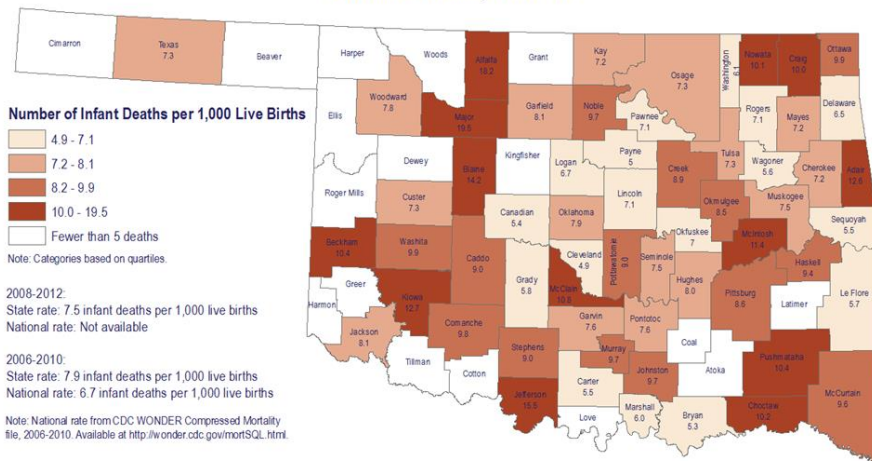 Cimarron
Texas
7.3
Beaver
Harper
Woods
Alfalfa
18.2
Grant
Kay
7.2
Osage
7.3
Washington
6.1
Nowata
10.1
Craig
10.0
Ottawa
9.9
Ellis
Woodward
7.8
Major
19.5
Garfield
8.1
Noble
9.7
Pawnee
7.1
Rogers
7.1
Mayes
7.2
Delaware
6.5
Number of Infant Deaths per 1,000 Live Births
4.9 - 7.1
7.2 - 8.1
8.2 - 9.9
10.0 - 19.5
Fewer than 5 deaths
Note: Categories based on quartiles.
Roger Mills
Dewey
Custer
7.3
Blaine
14.2
Kingfisher
Logan
6.7
Payne
5
Creek
8.9
Tulsa
7.3
Wagoner
5.6
Cherokee
7.2
Adair
12.6
Canadian
5.4
Oklahoma
7.9
Lincoln
7.1
Okmulgee
8.5
Muskogee
7.5
Sequoyah
5.5
Beckham
10.4
Washita
9.9
Caddo
9.0
Grady
5.8
Cleveland
4.9
Pottawatomie
9.0
Seminole
7.5
Okfuskee
7
McIntosh
11.4
Haskell
9.4
McClain
10.8
Hughes
8.0
Pittsburg
8.6
Latimer
Le Flore
5.7
Greer
Harmon
Kiowa
12.7
Jackson
8.1
Comanche
9.8
Tillman
Cotton
Stephens
9.0
Garvin
7.6
Murray
9.7
Pontotoc
7.6
Coal
Johnston
9.7
Atoka
Pushmataha
10.4
McCurtain
9.6
Jefferson
15.5
Carter
5.5
Love
Marshall
6.0
Bryan
5.3
Choctaw
10.2
2008-2012:
State rate: 7.5 infant deaths per 1,000 live births
National rate: Not available
2006-2010:
State rate: 7.9 infant deaths per 1,000 live births
National rate: 6.7 infant deaths per 1,000 live births
Note: National rate from CDC WONDER Compressed Mortality
file, 2006-2010. Available at http://wonder.cdc.gov/mortSQL.html.